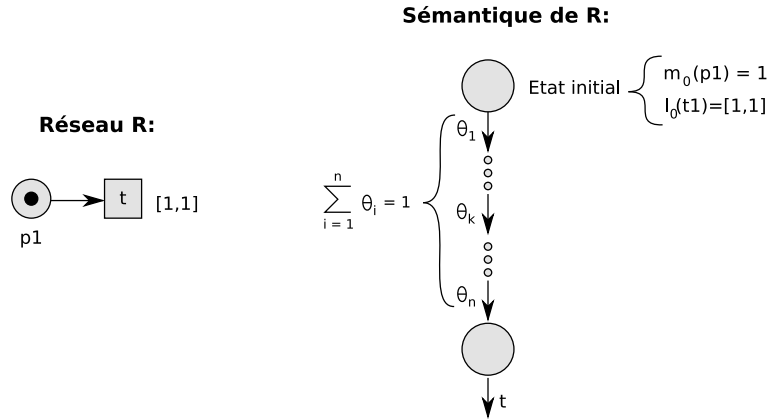 Sémantique de R:
Etat initial
m₀(p1) = 1
I₀(t1)=[1,1]
Réseau R:
t
[1,1]
p1
θ₁
n
∑ θᵢ = 1
i = 1
θₖ
θₙ
t